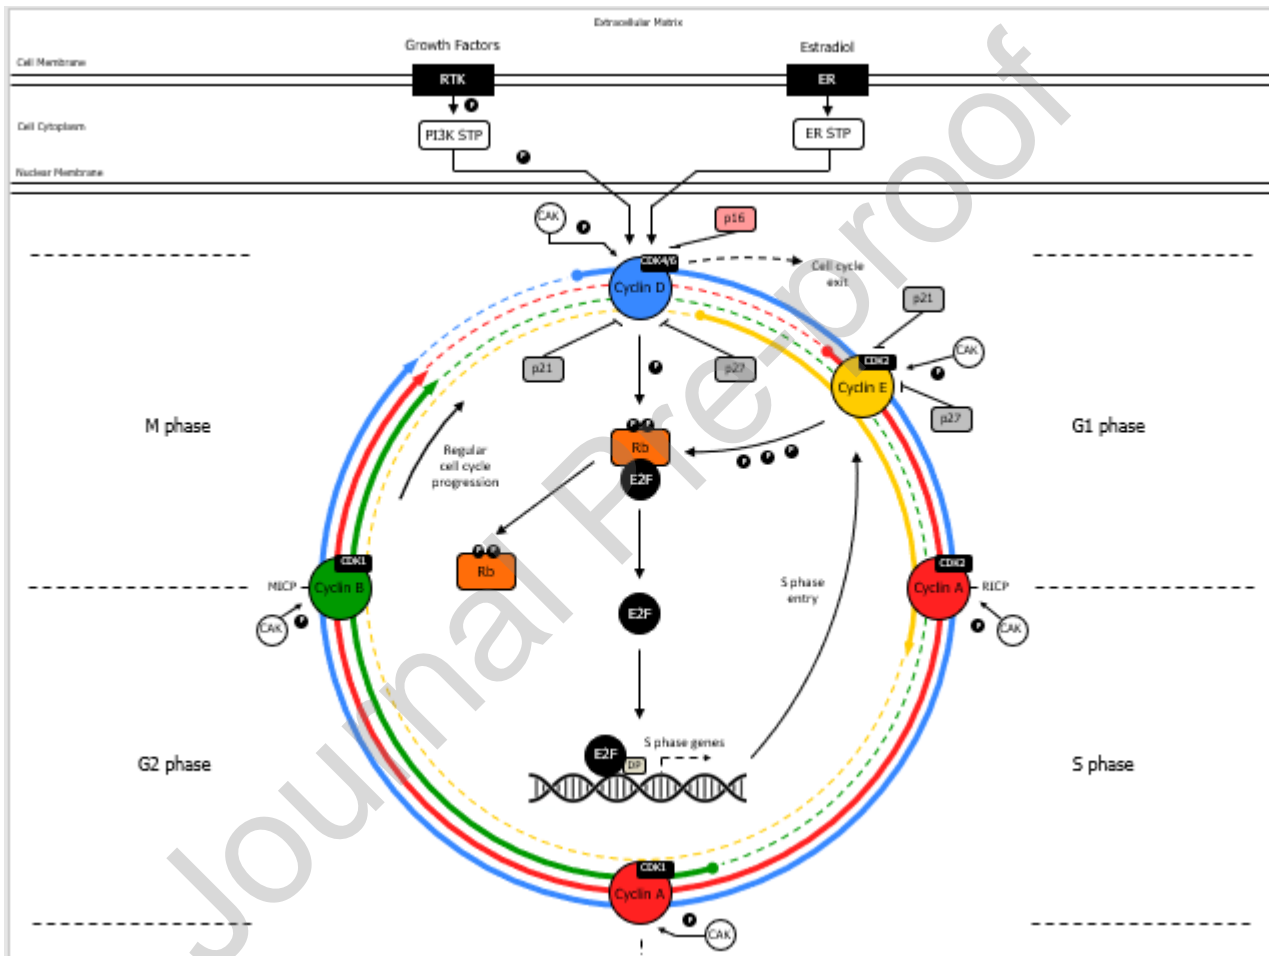 Extracellular Matrix
Growth Factors
Estradiol
Cell Membrane
RTK
ER
P
Cell Cytoplasm
PI3K STP
ER STP
P
Nuclear Membrane
CAK
P
p16
CDK4/6
Cyclin D
Cell cycle
exit
p21
p21
P
p27
CDK2
CAK
P
Cyclin E
p27
M phase
G1 phase
P P
Rb
E2F
P P P
Regular
cell cycle
progression
P P
Rb
CDK1
Cyclin B
MICP
CAK
P
S phase
entry
CDK2
Cyclin A
RICP
P
CAK
E2F
G2 phase
S phase
E2F
DP
S phase genes
CDK1
Cyclin A
P
CAK
Journal Pre-proof